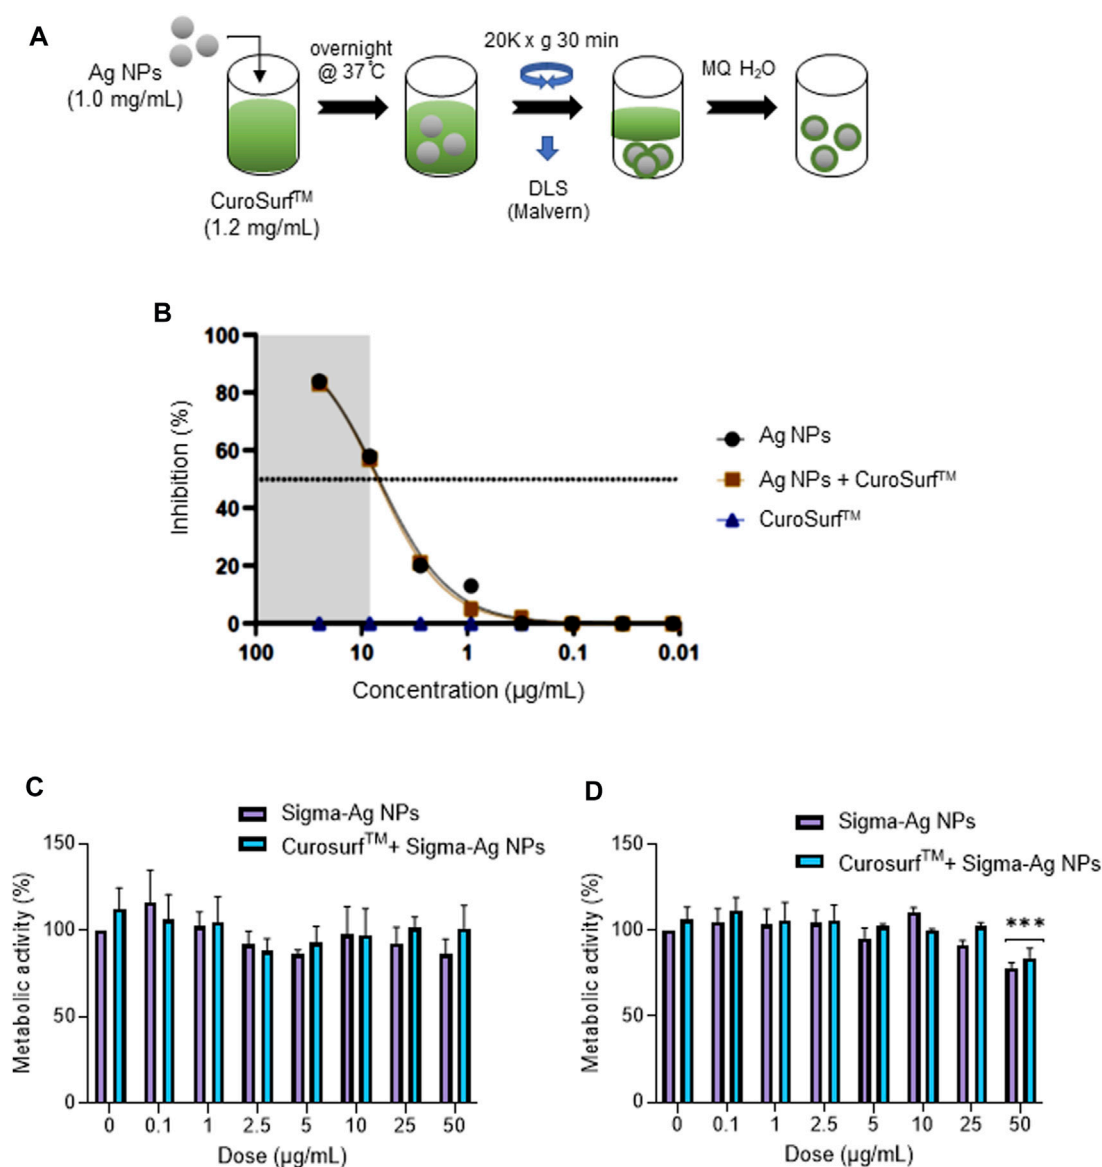 A
Ag NPs
(1.0 mg/mL)
overnight
@ 37℃
20K x g 30 min
MQ H₂O
DLS
(Malvern)
CuroSurf™
(1.2 mg/mL)
B
Inhibition (%)
100
80
60
40
20
0
100 10 1 0.1 0.01
Concentration (µg/mL)
Ag NPs
Ag NPs + CuroSurf™
CuroSurf™
C
Sigma-Ag NPs
Curosurf™+ Sigma-Ag NPs
Metabolic activity (%)
150
100
50
0
0 0.1 1 2.5 5 10 25 50
Dose (µg/mL)
D
Sigma-Ag NPs
Curosurf™+ Sigma-Ag NPs
Metabolic activity (%)
150
100
50
0
***
0 0.1 1 2.5 5 10 25 50
Dose (µg/mL)